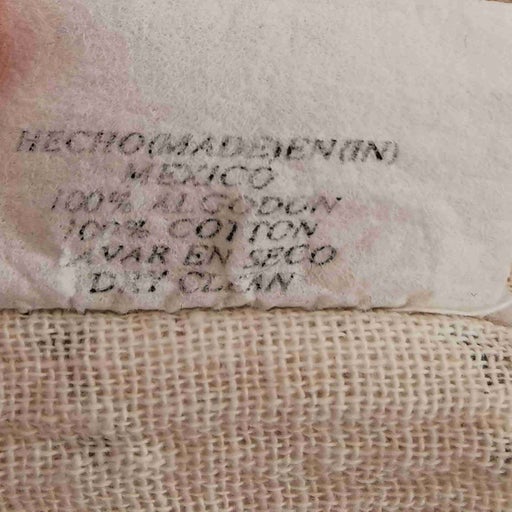 HECHO(MADE)EN(IN)
MEXICO
100% ALGODON
100% COTTON
LAVAR EN SECO
DRY CLEAN